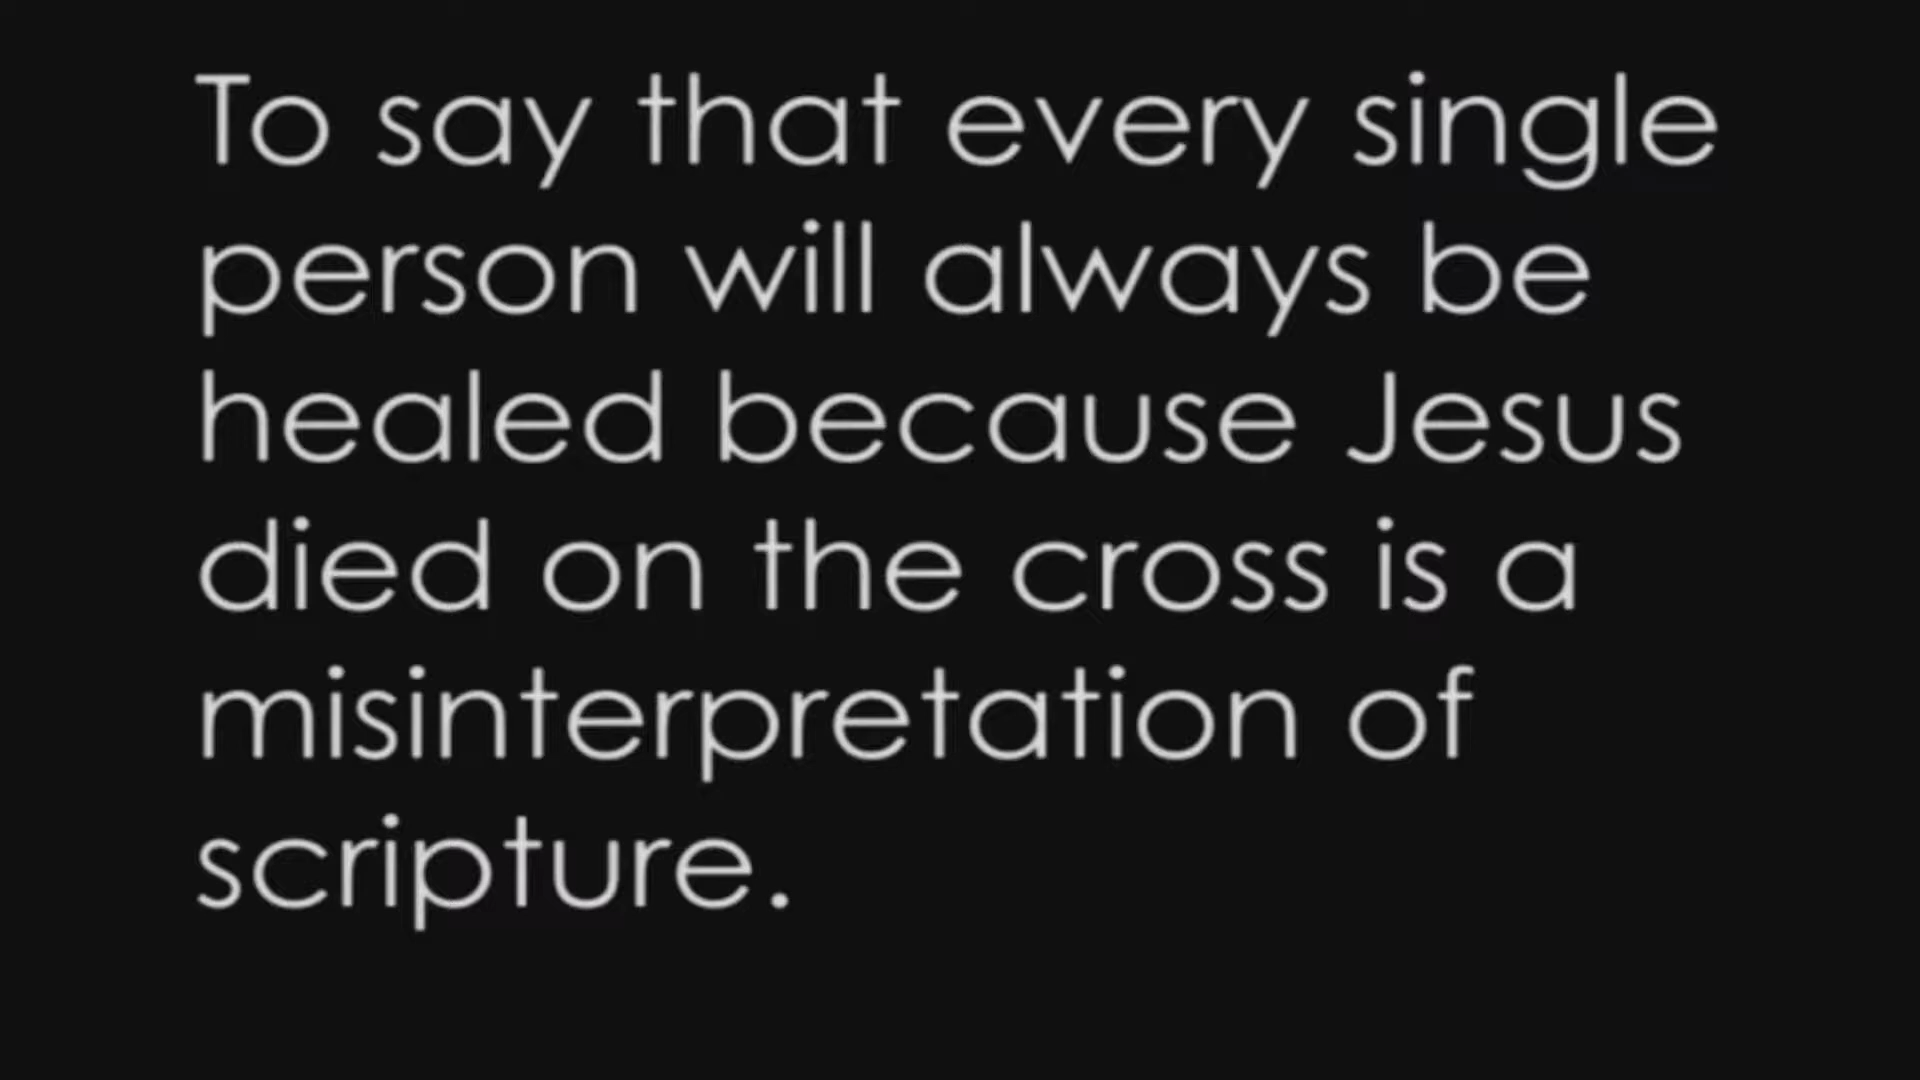 To say that every single
person will always be
healed because Jesus
died on the cross is a
misinterpretation of
scripture.